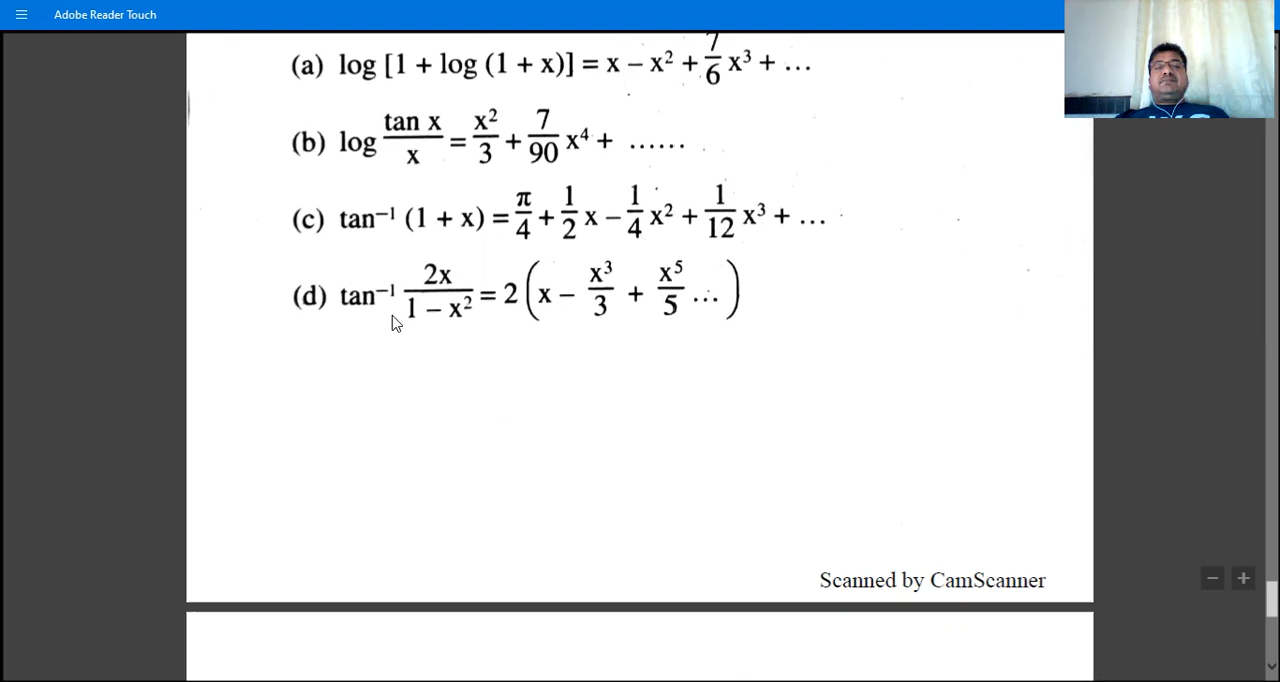 Adobe Reader Touch
(a) log [1 + log (1 + x)] = x – x² + 7/6 x³ + ...
(b) log tan x/x = x²/3 + 7/90 x⁴ + ......
(c) tan⁻¹ (1 + x) = π/4 + 1/2 x – 1/4 x² + 1/12 x³ + ...
(d) tan⁻¹ 2x/1 – x² = 2 (x – x³/3 + x⁵/5 ...)
Scanned by CamScanner